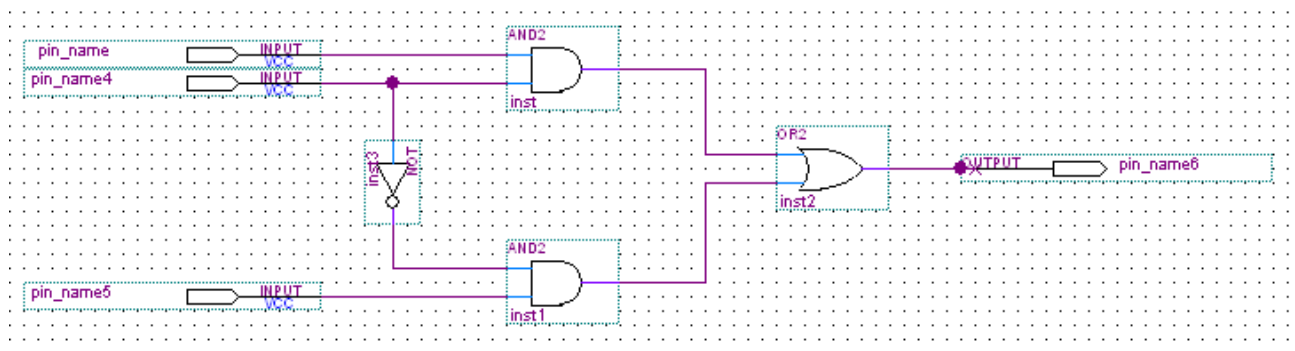 AND2
pin_name INPUT
VCC
pin_name4 INPUT
VCC
inst
OR2
inst3 NOT
OUTPUT pin_name6
inst2
AND2
pin_name5 INPUT
VCC
inst1